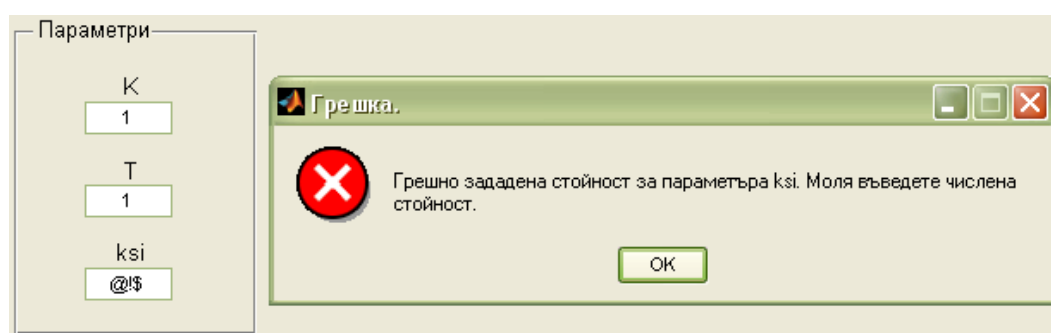 Параметри
K
1
T
1
ksi
@!$
Грешка.
Грешно зададена стойност за параметъра ksi. Моля въведете числена
стойност.
OK